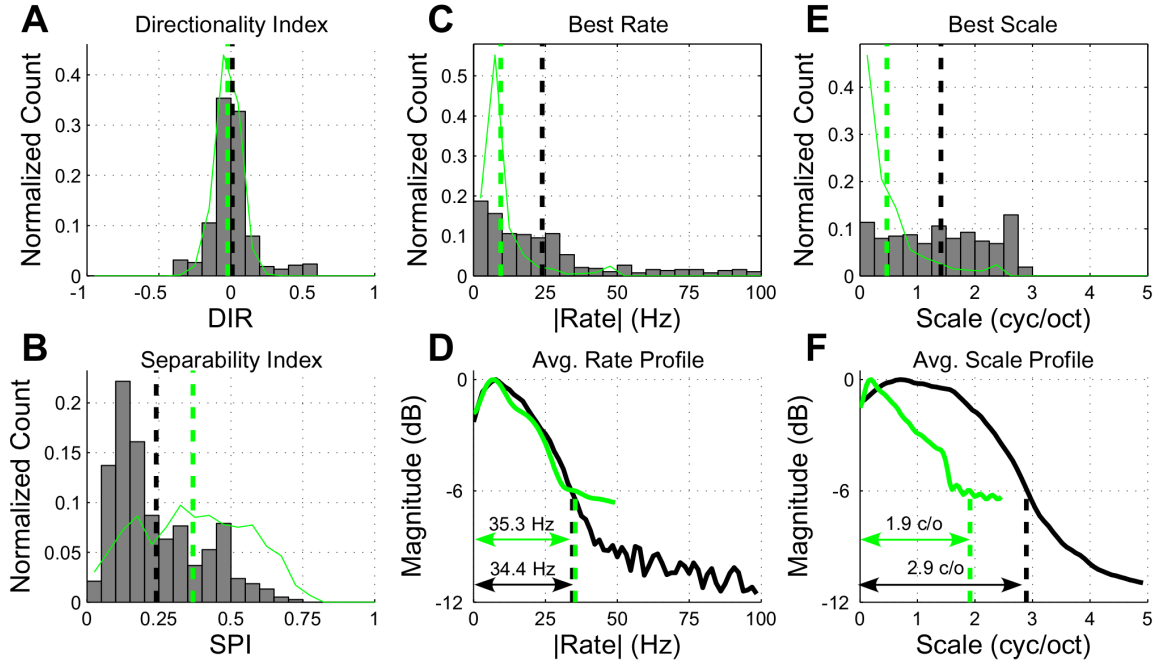 A
Directionality Index
Normalized Count
0.4
0.3
0.2
0.1
0
-1
-0.5
0
0.5
1
DIR
C
Best Rate
Normalized Count
0.5
0.4
0.3
0.2
0.1
0
0
25
50
75
100
|Rate| (Hz)
E
Best Scale
Normalized Count
0.4
0.3
0.2
0.1
0
0
1
2
3
4
5
Scale (cyc/oct)
B
Separability Index
Normalized Count
0.2
0.15
0.1
0.05
0
0
0.25
0.5
0.75
1
SPI
D
Avg. Rate Profile
Magnitude (dB)
0
-6
-12
35.3 Hz
34.4 Hz
0
25
50
75
100
|Rate| (Hz)
F
Avg. Scale Profile
Magnitude (dB)
0
-6
-12
1.9 c/o
2.9 c/o
0
1
2
3
4
5
Scale (cyc/oct)